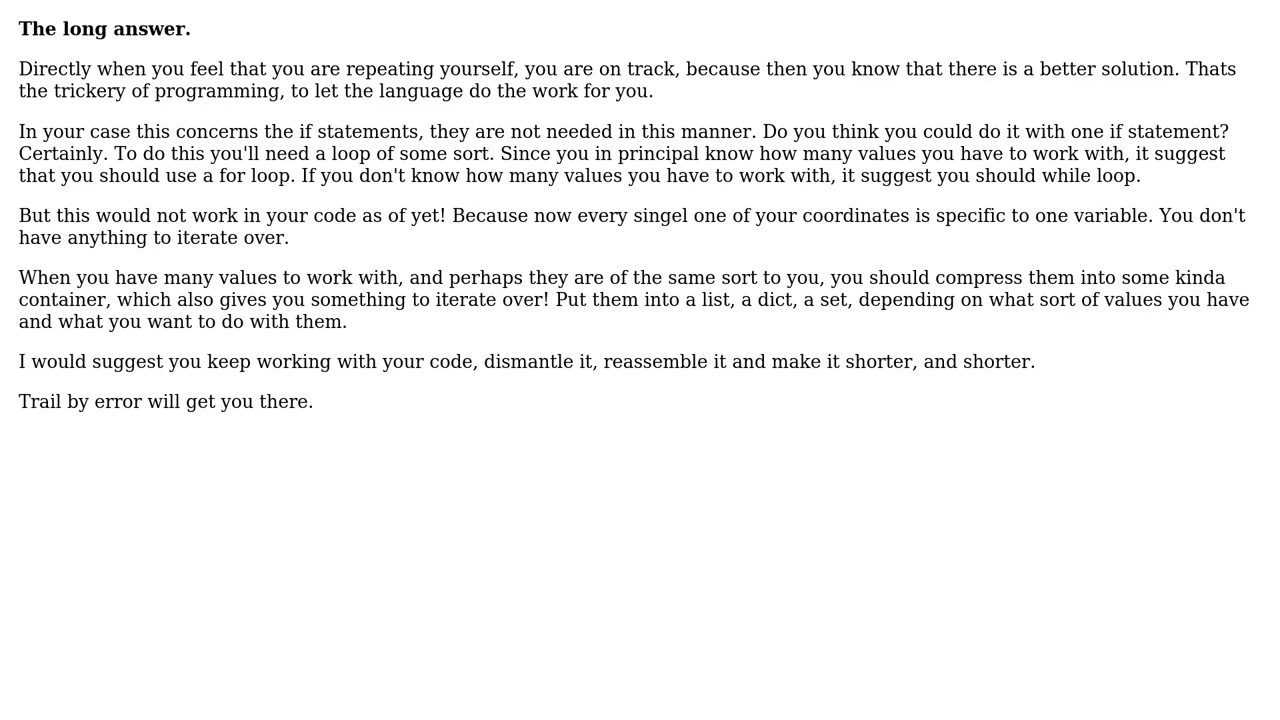 The long answer.
Directly when you feel that you are repeating yourself, you are on track, because then you know that there is a better solution. Thats
the trickery of programming, to let the language do the work for you.
In your case this concerns the if statements, they are not needed in this manner. Do you think you could do it with one if statement?
Certainly. To do this you'll need a loop of some sort. Since you in principal know how many values you have to work with, it suggest
that you should use a for loop. If you don't know how many values you have to work with, it suggest you should while loop.
But this would not work in your code as of yet! Because now every singel one of your coordinates is specific to one variable. You don't
have anything to iterate over.
When you have many values to work with, and perhaps they are of the same sort to you, you should compress them into some kinda
container, which also gives you something to iterate over! Put them into a list, a dict, a set, depending on what sort of values you have
and what you want to do with them.
I would suggest you keep working with your code, dismantle it, reassemble it and make it shorter, and shorter.
Trail by error will get you there.